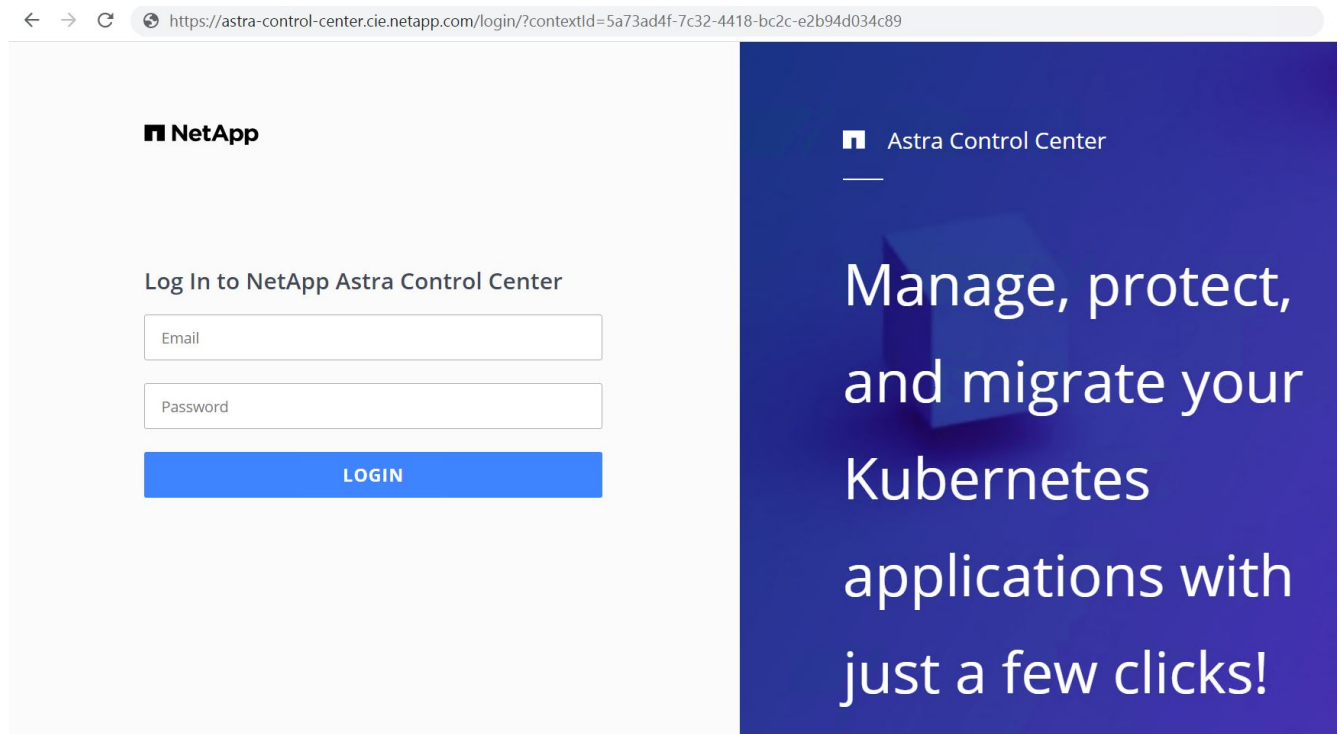 https://astra-control-center.cie.netapp.com/login/?contextId=5a73ad4f-7c32-4418-bc2c-e2b94d034c89
NetApp
Log In to NetApp Astra Control Center
Email
Password
LOGIN
Astra Control Center
Manage, protect,
and migrate your
Kubernetes
applications with
just a few clicks!